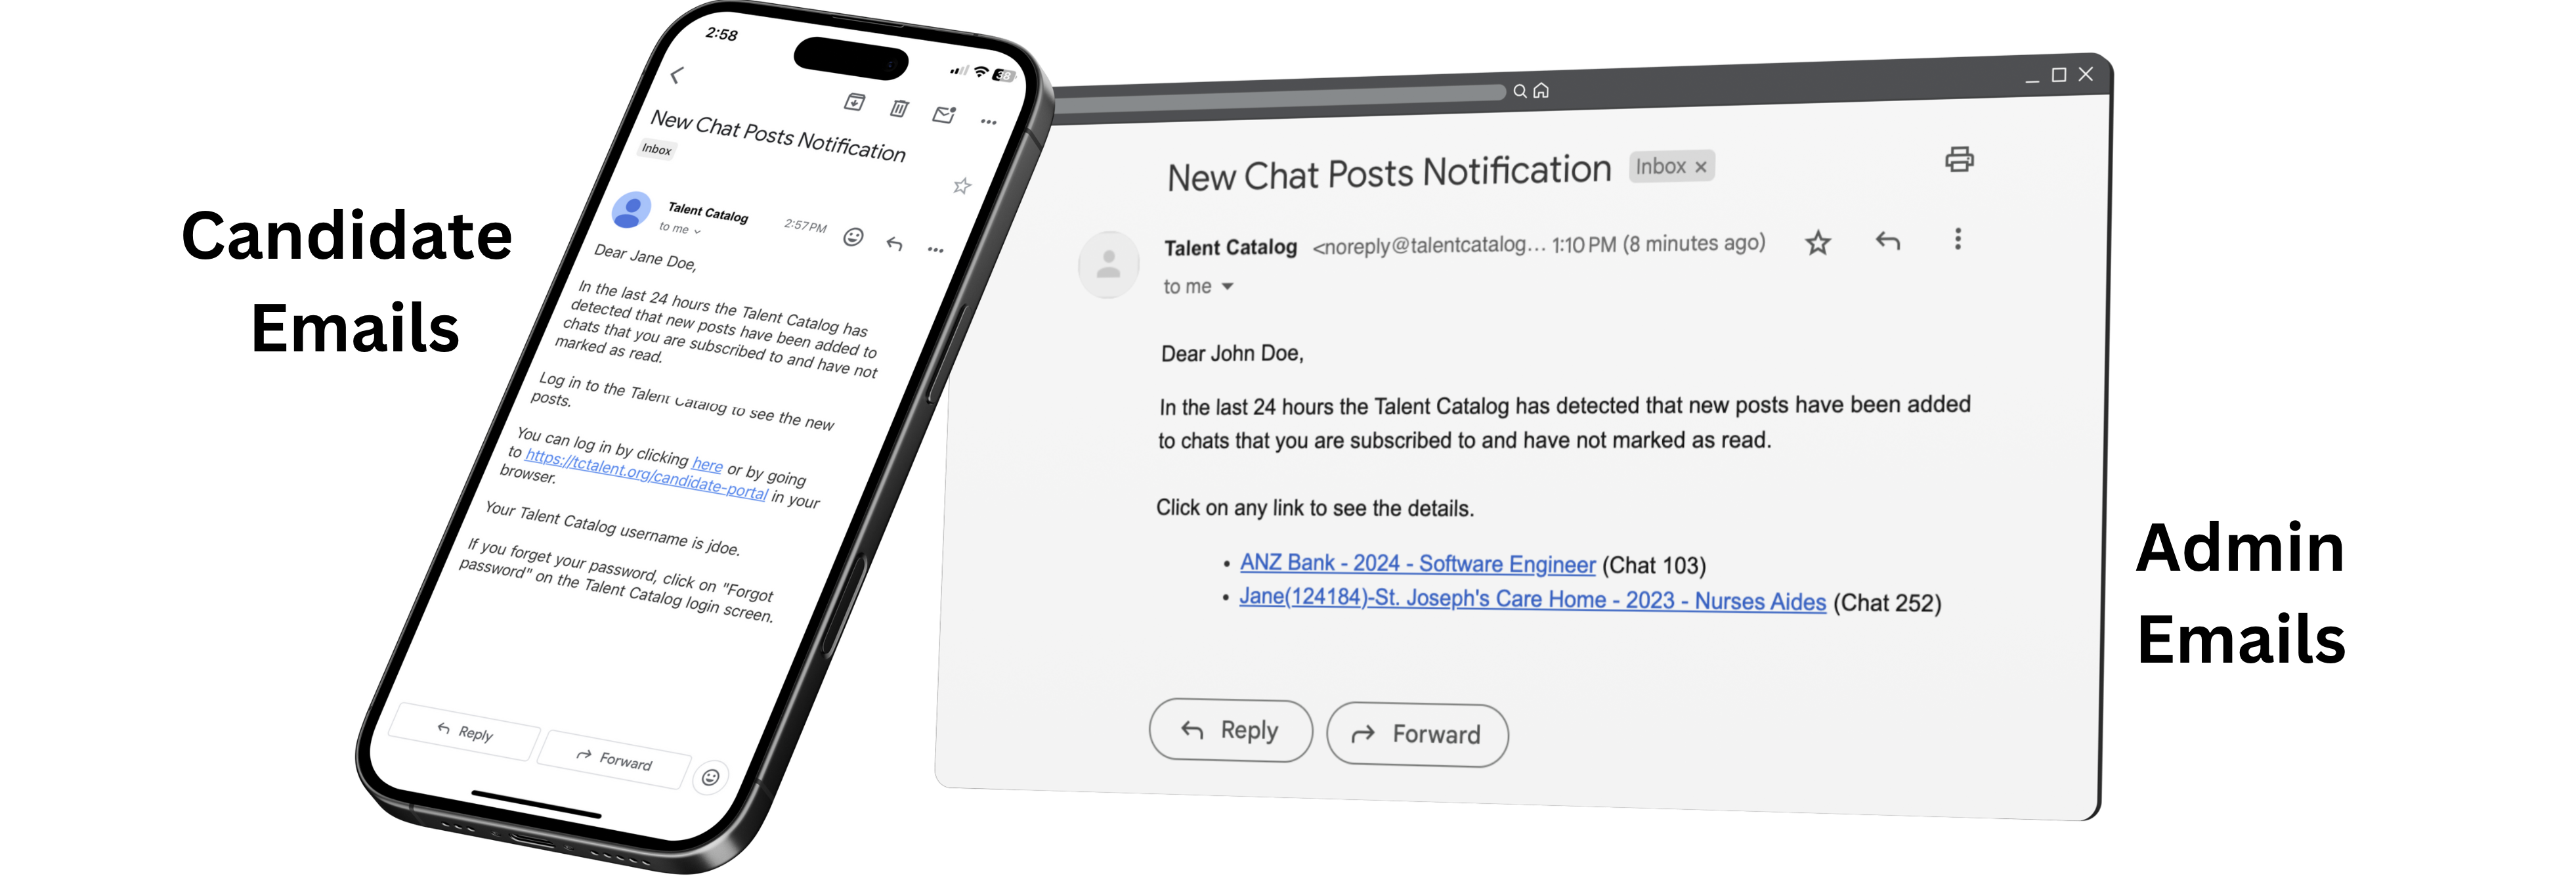 Candidate
Emails
2:58
38
New Chat Posts Notification
Inbox
Talent Catalog
2:57 PM
to me
Dear Jane Doe,
In the last 24 hours the Talent Catalog has
detected that new posts have been added to
chats that you are subscribed to and have not
marked as read.
Log in to the Talent Catalog to see the new
posts.
You can log in by clicking here or by going
to https://tctalent.org/candidate-portal in your
browser.
Your Talent Catalog username is jdoe.
If you forget your password, click on "Forgot
password" on the Talent Catalog login screen.
Reply
Forward
New Chat Posts Notification Inbox x
Talent Catalog <noreply@talentcatalog... 1:10 PM (8 minutes ago)
to me
Dear John Doe,
In the last 24 hours the Talent Catalog has detected that new posts have been added
to chats that you are subscribed to and have not marked as read.
Click on any link to see the details.
• ANZ Bank - 2024 - Software Engineer (Chat 103)
• Jane(124184)-St. Joseph's Care Home - 2023 - Nurses Aides (Chat 252)
Reply
Forward
Admin
Emails